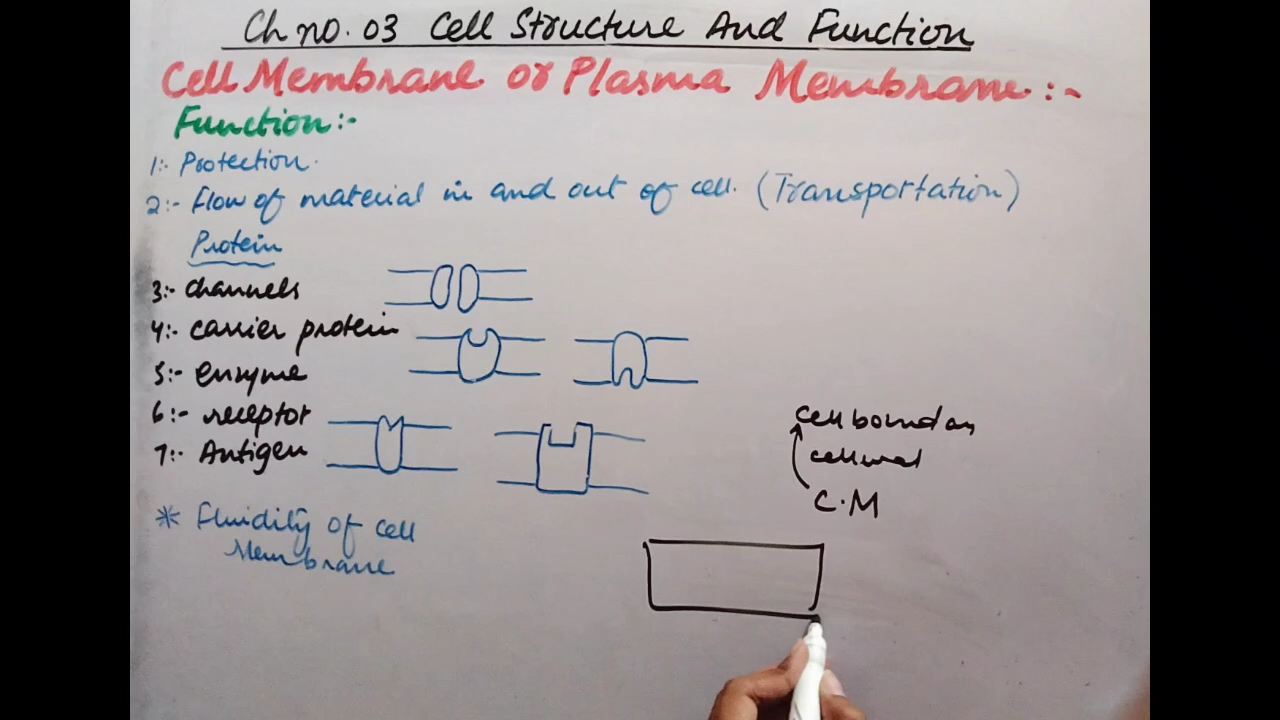 Ch no. 03 Cell Structure And Function
Cell Membrane or Plasma Membrane :-
Function :-
1:- Protection.
2:- flow of material in and out of cell. (Transportation)
Protein
3:- channels
4:- carrier protein
5:- enzyme
6:- receptor
7:- Antigen
* Fluidity of cell
Membrane
Cell boundary
cell wall
C.M